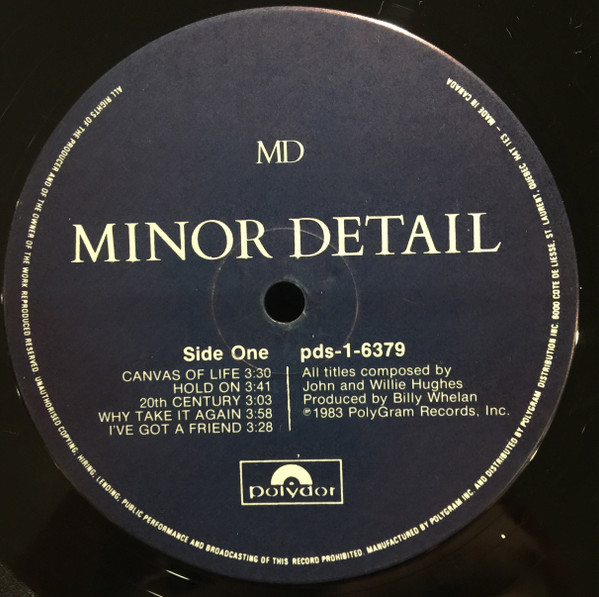 MD
MINOR DETAIL
Side One
CANVAS OF LIFE 3:30
HOLD ON 3:41
20th CENTURY 3:03
WHY TAKE IT AGAIN 3:58
I'VE GOT A FRIEND 3:28
pds-1-6379
All titles composed by
John and Willie Hughes
Produced by Billy Whelan
℗1983 PolyGram Records, Inc.
polydor
ALL RIGHTS OF THE PRODUCER AND OF THE OWNER OF THE WORK REPRODUCED RESERVED. UNAUTHORISED COPYING, HIRING, LENDING, PUBLIC PERFORMANCE AND BROADCASTING OF THIS RECORD PROHIBITED. MANUFACTURED BY POLYGRAM INC. AND DISTRIBUTED BY POLYGRAM DISTRIBUTION INC. 6000 COTE DE LIESSE, ST. LAURENT, QUEBEC H4T 1E3 – MADE IN CANADA